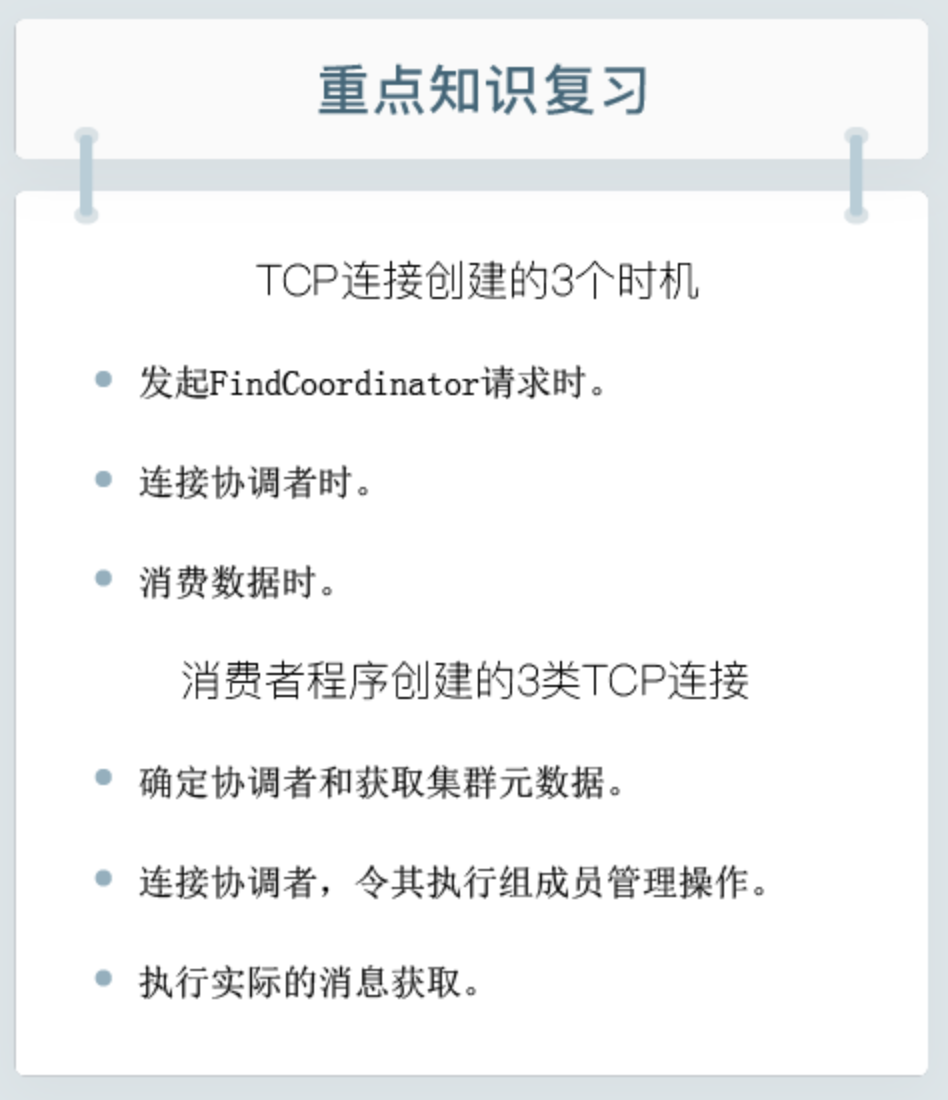 重点知识复习
TCP连接创建的3个时机
发起FindCoordinator请求时。
连接协调者时。
消费数据时。
消费者程序创建的3类TCP连接
确定协调者和获取集群元数据。
连接协调者，令其执行组成员管理操作。
执行实际的消息获取。